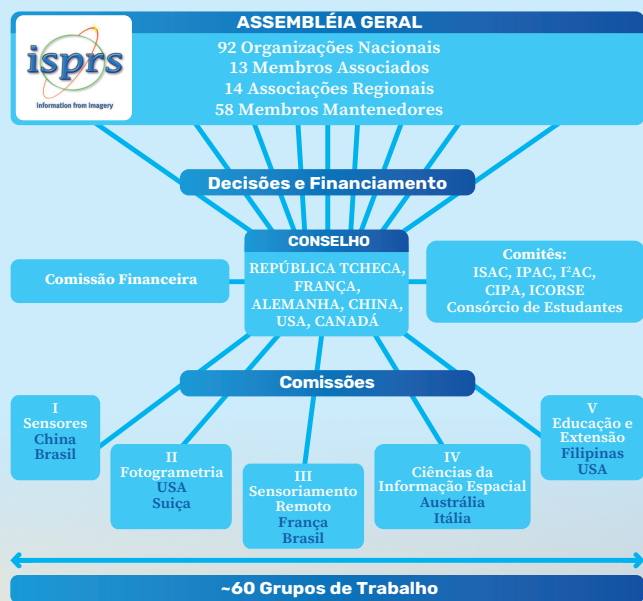 ASSEMBLÉIA GERAL
isprs
Information from imagery
92 Organizações Nacionais
13 Membros Associados
14 Associações Regionais
58 Membros Mantenedores
Decisões e Financiamento
CONSELHO
REPÚBLICA TCHECA,
FRANÇA,
ALEMANHA, CHINA,
USA, CANADÁ
Comissão Financeira
Comitês:
ISAC, IPAC, I²AC,
CIPA, ICORSE
Consórcio de Estudantes
Comissões
I
Sensores
China
Brasil
II
Fotogrametria
USA
Suiça
III
Sensoriamento
Remoto
França
Brasil
IV
Ciências da
Informação Espacial
Austrália
Itália
V
Educação e
Extensão
Filipinas
USA
~60 Grupos de Trabalho